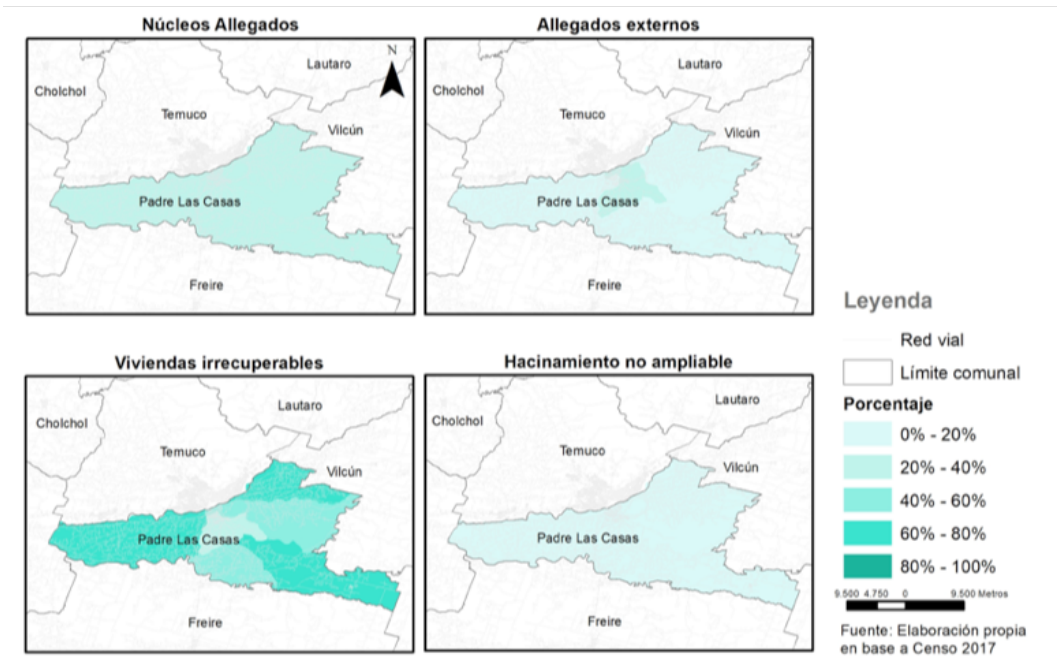 Núcleos Allegados
N
Lautaro
Cholchol
Temuco
Vilcún
Padre Las Casas
Freire
Allegados externos
Lautaro
Cholchol
Temuco
Vilcún
Padre Las Casas
Freire
Viviendas irrecuperables
Lautaro
Cholchol
Temuco
Vilcún
Padre Las Casas
Freire
Hacinamiento no ampliable
Lautaro
Cholchol
Temuco
Vilcún
Padre Las Casas
Freire
Leyenda
Red vial
Límite comunal
Porcentaje
0% - 20%
20% - 40%
40% - 60%
60% - 80%
80% - 100%
9.500 4.750 0 9.500 Metros
Fuente: Elaboración propia
en base a Censo 2017